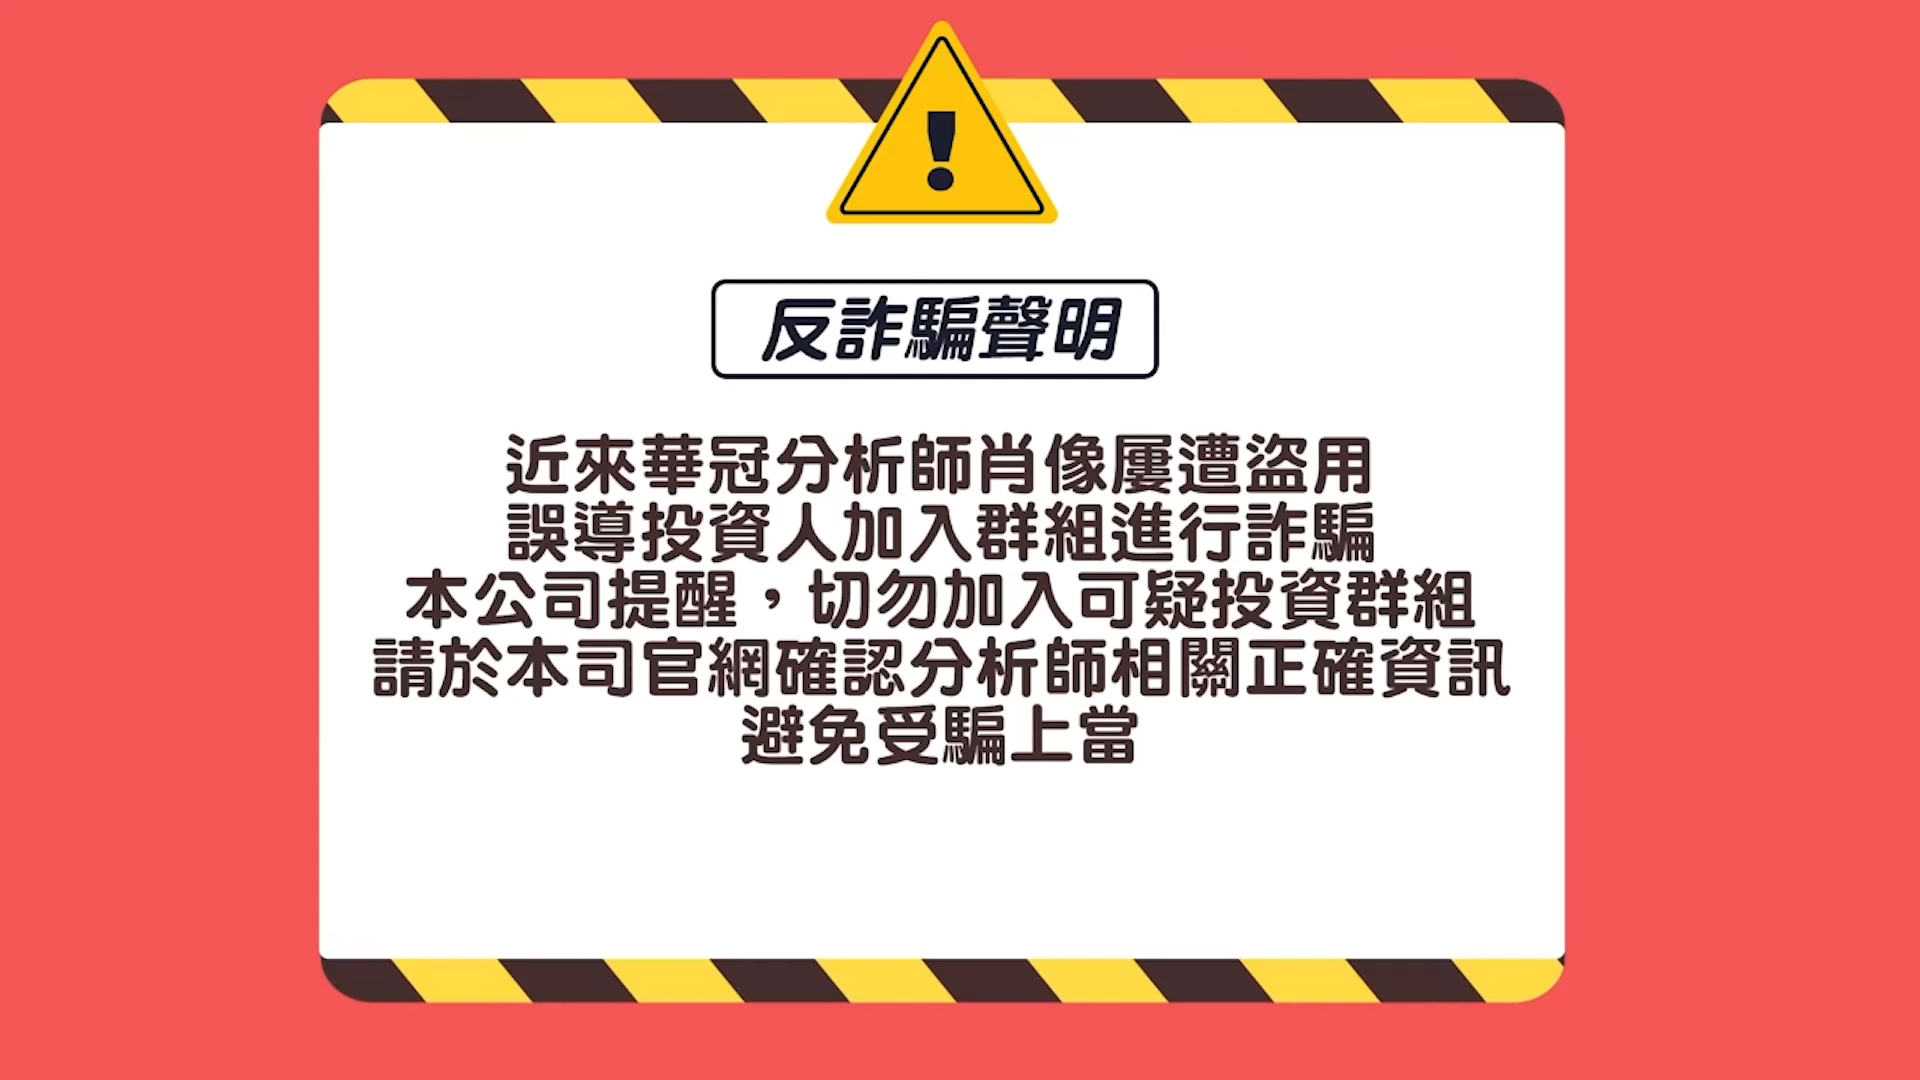 反詐騙聲明
近來華冠分析師肖像屢遭盜用
誤導投資人加入群組進行詐騙
本公司提醒，切勿加入可疑投資群組
請於本司官網確認分析師相關正確資訊
避免受騙上當